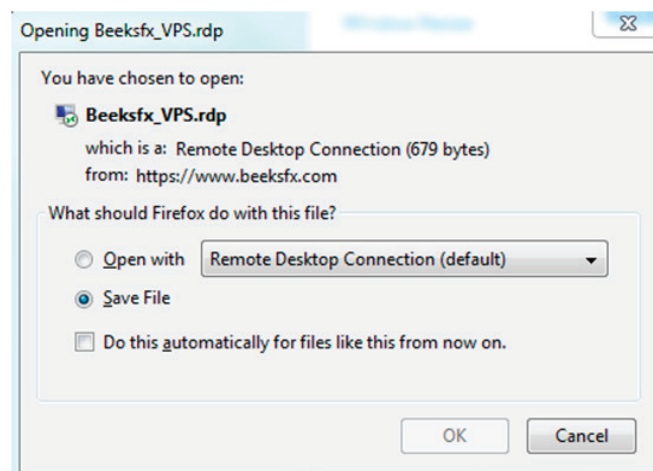 Opening Beeksfx_VPS.rdp
You have chosen to open:
Beeksfx_VPS.rdp
which is a: Remote Desktop Connection (679 bytes)
from: https://www.beeksfx.com
What should Firefox do with this file?
Open with Remote Desktop Connection (default)
Save File
Do this automatically for files like this from now on.
OK Cancel